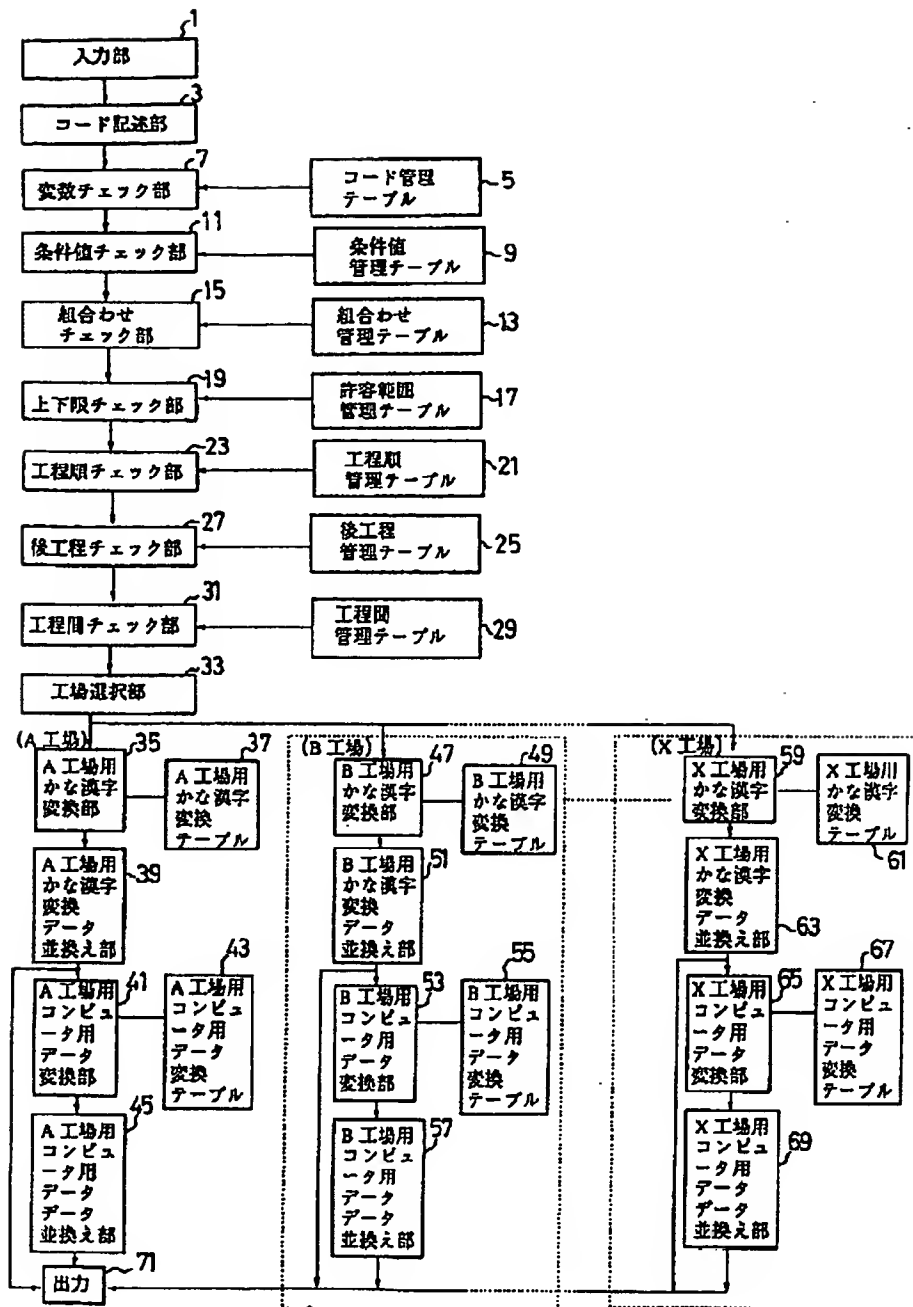 1
入力部
3
コード記述部
7
変数チェック部
コード管理
テーブル
5
11
条件値チェック部
条件値
管理テーブル
9
15
組合わせ
チェック部
組合わせ
管理テーブル
13
19
上下限チェック部
許容範囲
管理テーブル
17
23
工程順チェック部
工程順
管理テーブル
21
27
後工程チェック部
後工程
管理テーブル
25
31
工程間チェック部
工程間
管理テーブル
29
33
工場選択部
(A工場)
35
A工場用
かな漢字
変換部
37
A工場用
かな漢字
変換
テーブル
39
A工場用
かな漢字
変換
データ
並換え部
41
A工場用
コンピュ
ータ用
データ
変換部
43
A工場用
コンピュ
ータ用
データ
変換
テーブル
45
A工場用
コンピュ
ータ用
データ
データ
並換え部
71
出力
(B工場)
47
B工場用
かな漢字
変換部
49
B工場用
かな漢字
変換
テーブル
51
B工場用
かな漢字
変換
データ
並換え部
53
B工場用
コンピュ
ータ用
データ
変換部
55
B工場用
コンピュ
ータ用
データ
変換
テーブル
57
B工場用
コンピュ
ータ用
データ
データ
並換え部
(X工場)
59
X工場用
かな漢字
変換部
X工場用
かな漢字
変換
テーブル
61
X工場用
かな漢字
変換
データ
並換え部
63
65
X工場用
コンピュ
ータ用
データ
変換部
67
X工場用
コンピュ
ータ用
データ
変換
テーブル
X工場用
コンピュ
ータ用
データ
データ
並換え部
69